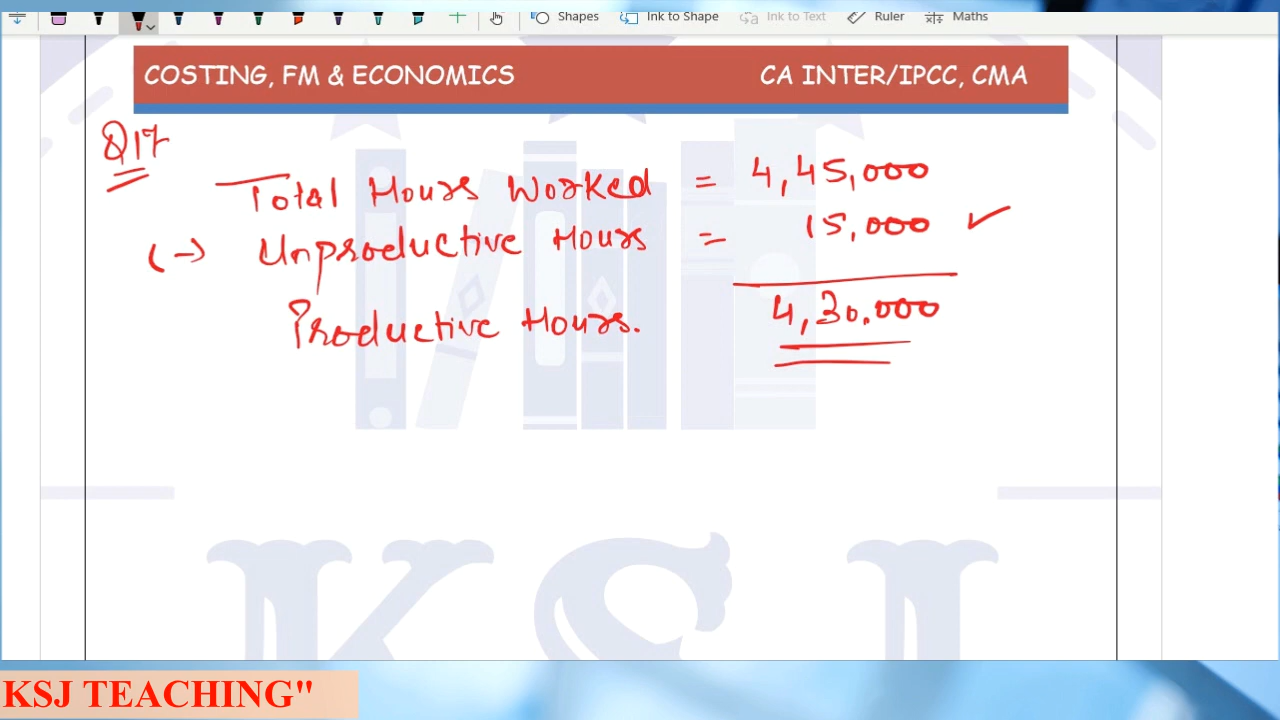 Shapes Ink to Shape Ink to Text Ruler Maths
COSTING, FM & ECONOMICS CA INTER/IPCC, CMA
Q17
Total Hours Worked = 4,45,000
(-) Unproductive Hours = 15,000 ✓
Productive Hours. 4,30,000
KSJ
KSJ TEACHING"